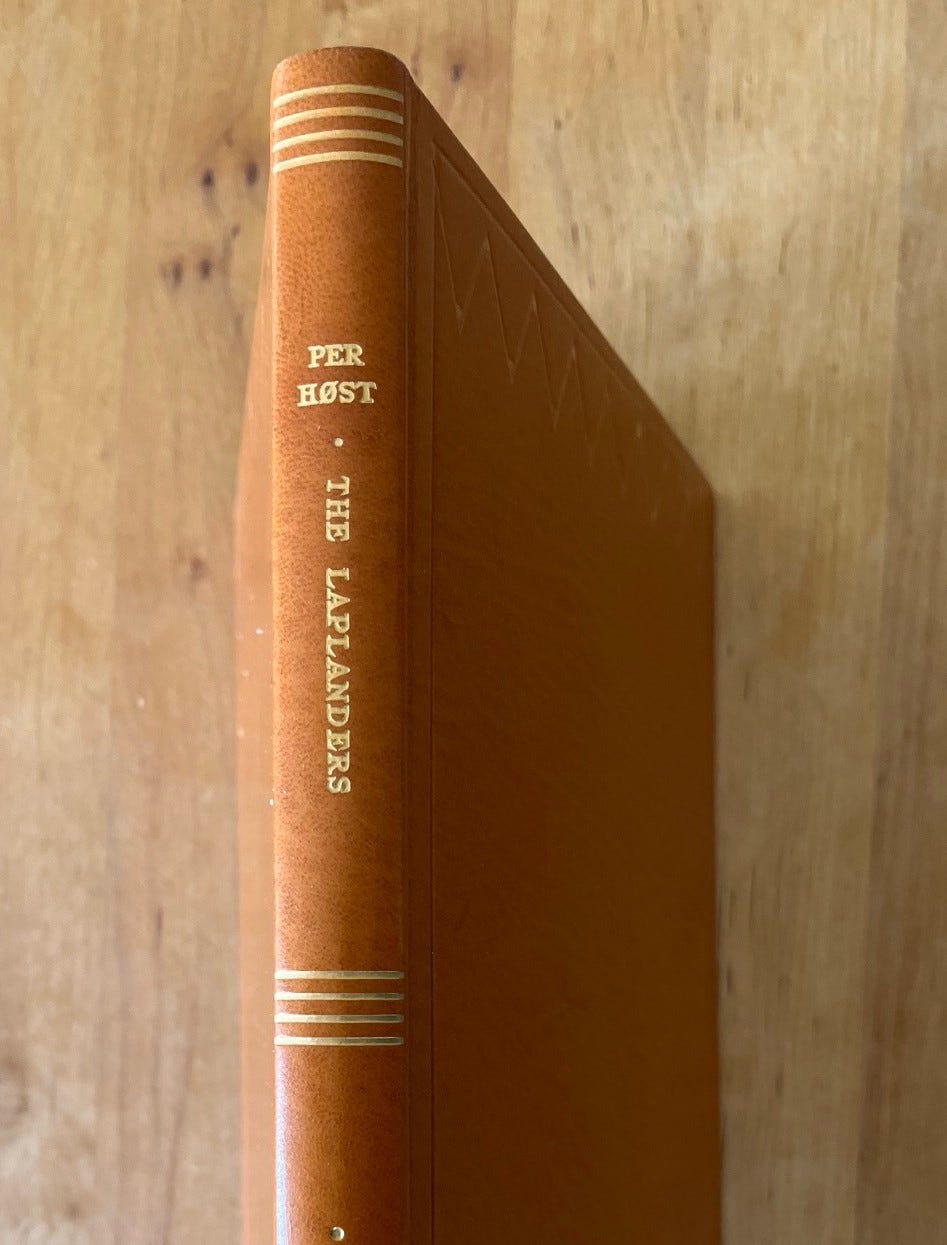 PER
HØST
· THE LAPLANDERS